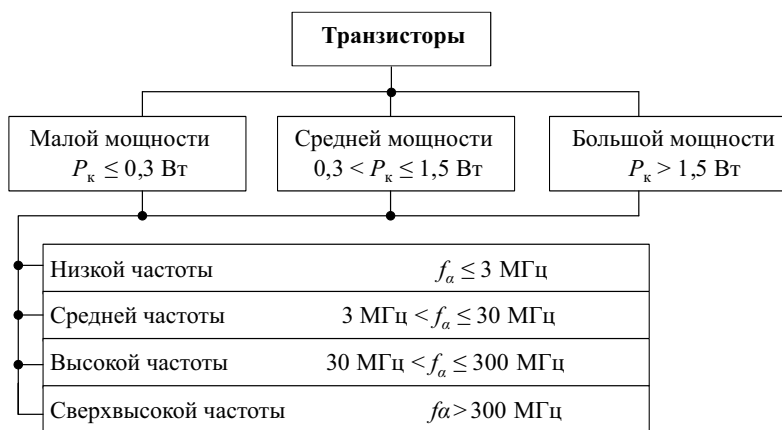 Транзисторы
Малой мощности
Pк ≤ 0,3 Вт
Средней мощности
0,3 < Pк ≤ 1,5 Вт
Большой мощности
Pк > 1,5 Вт
Низкой частоты fα ≤ 3 МГц
Средней частоты 3 МГц < fα ≤ 30 МГц
Высокой частоты 30 МГц < fα ≤ 300 МГц
Сверхвысокой частоты fα > 300 МГц